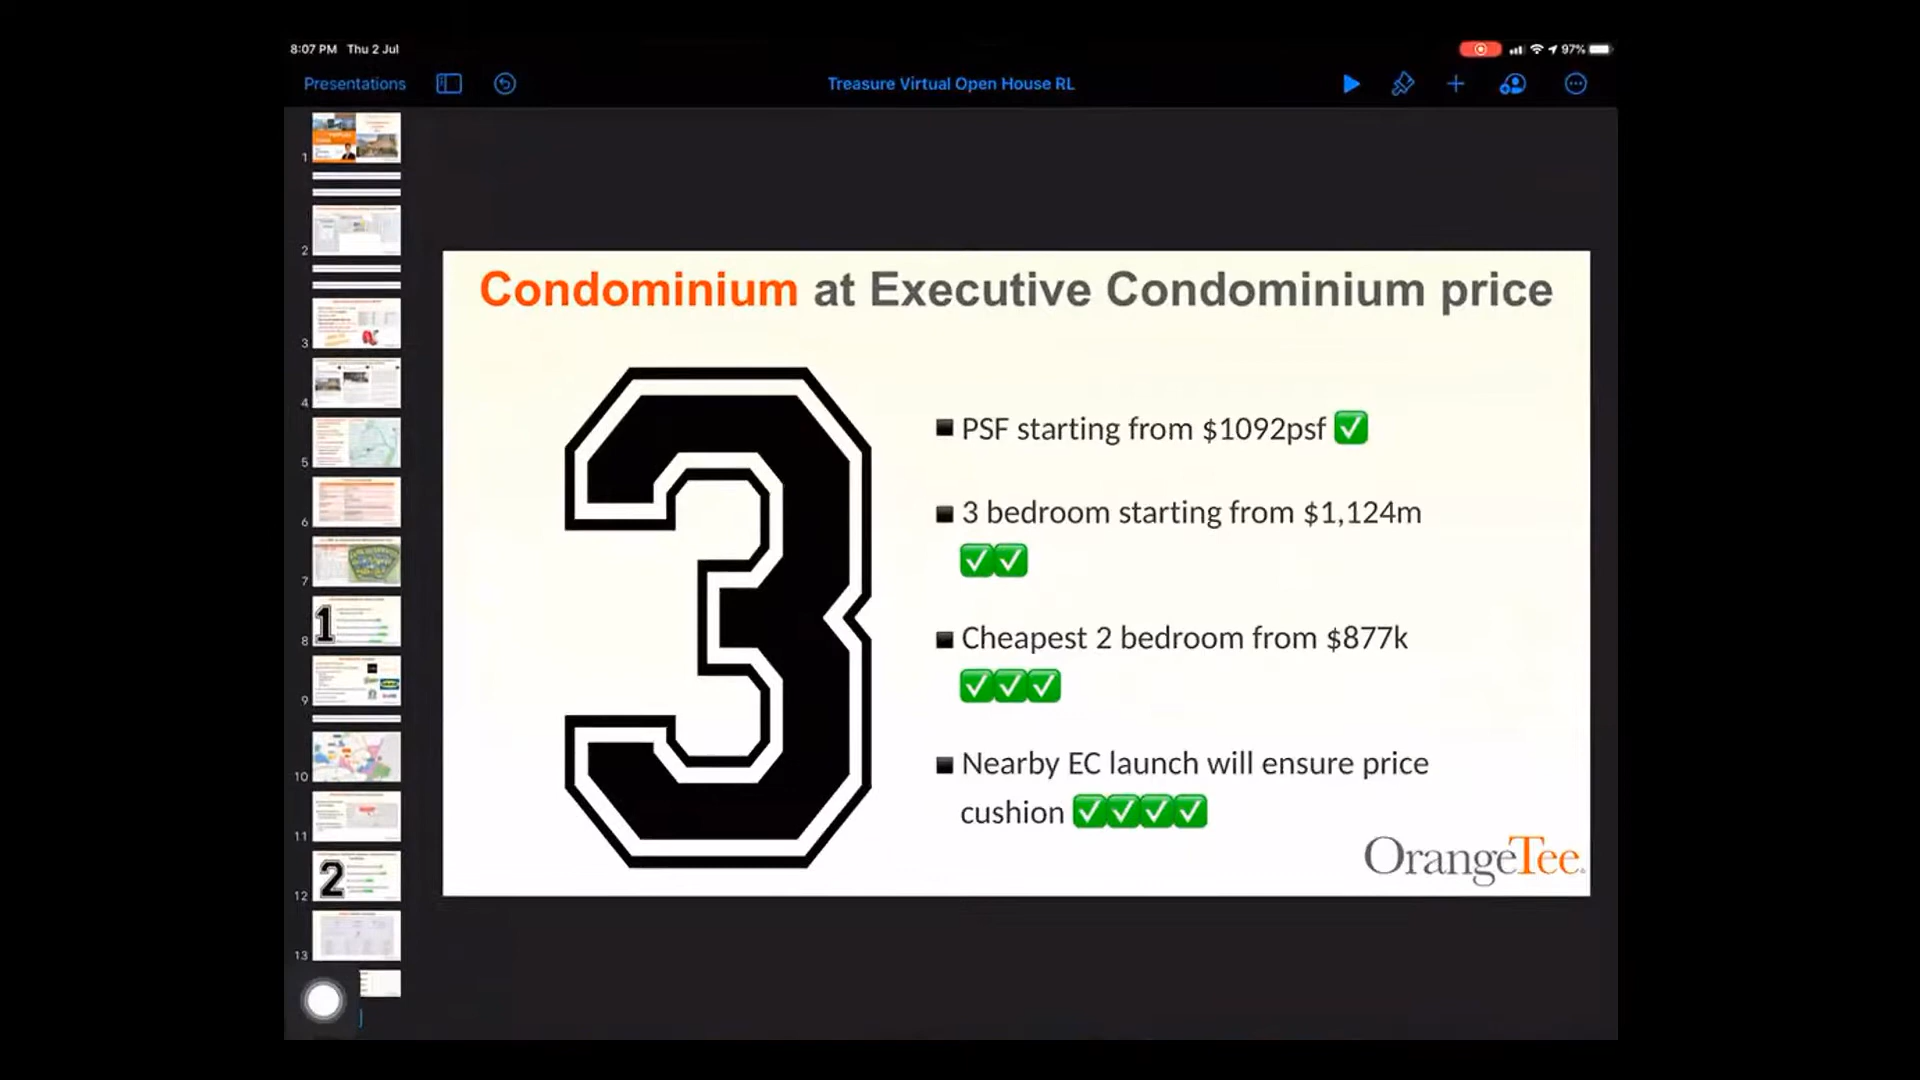 8:07 PM Thu 2 Jul
97%
Presentations
Treasure Virtual Open House RL
1
2
3
4
5
6
7
8
9
10
11
12
13
1
2
Condominium at Executive Condominium price
3
PSF starting from $1092psf ✅
3 bedroom starting from $1,124m
✅✅
Cheapest 2 bedroom from $877k
✅✅✅
Nearby EC launch will ensure price
cushion ✅✅✅✅
OrangeTee